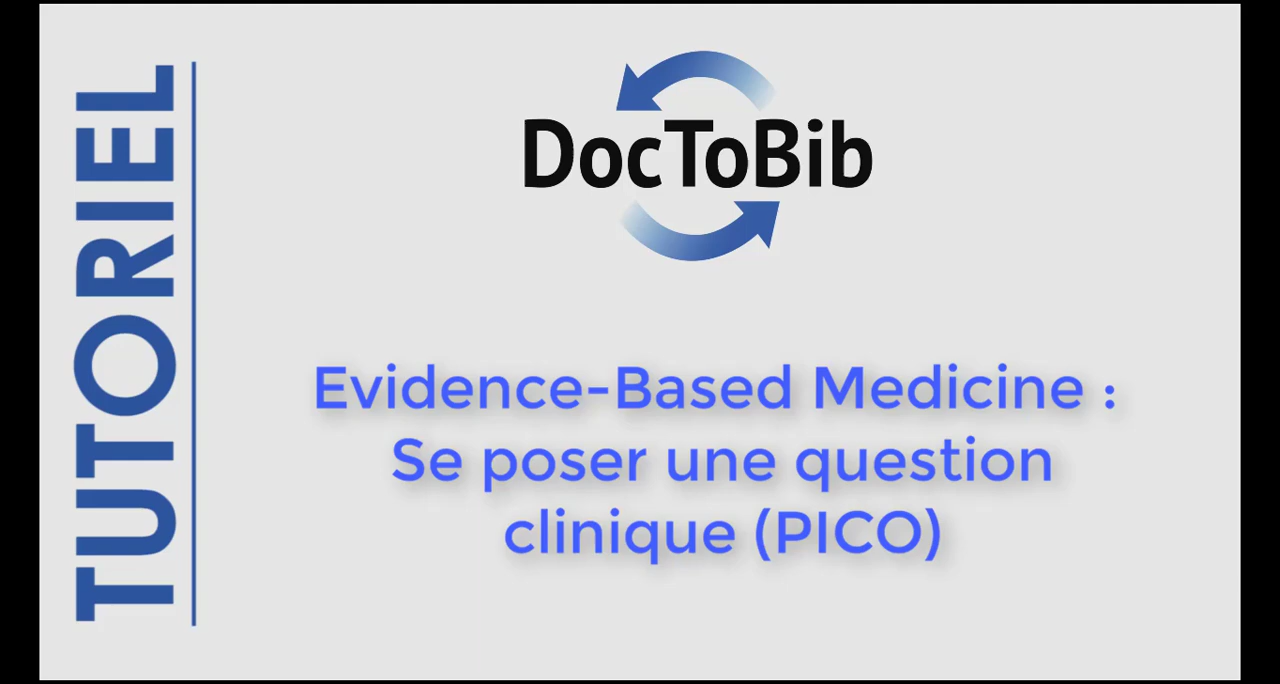 TUTORIEL
DocToBib
Evidence-Based Medicine :
Se poser une question
clinique (PICO)